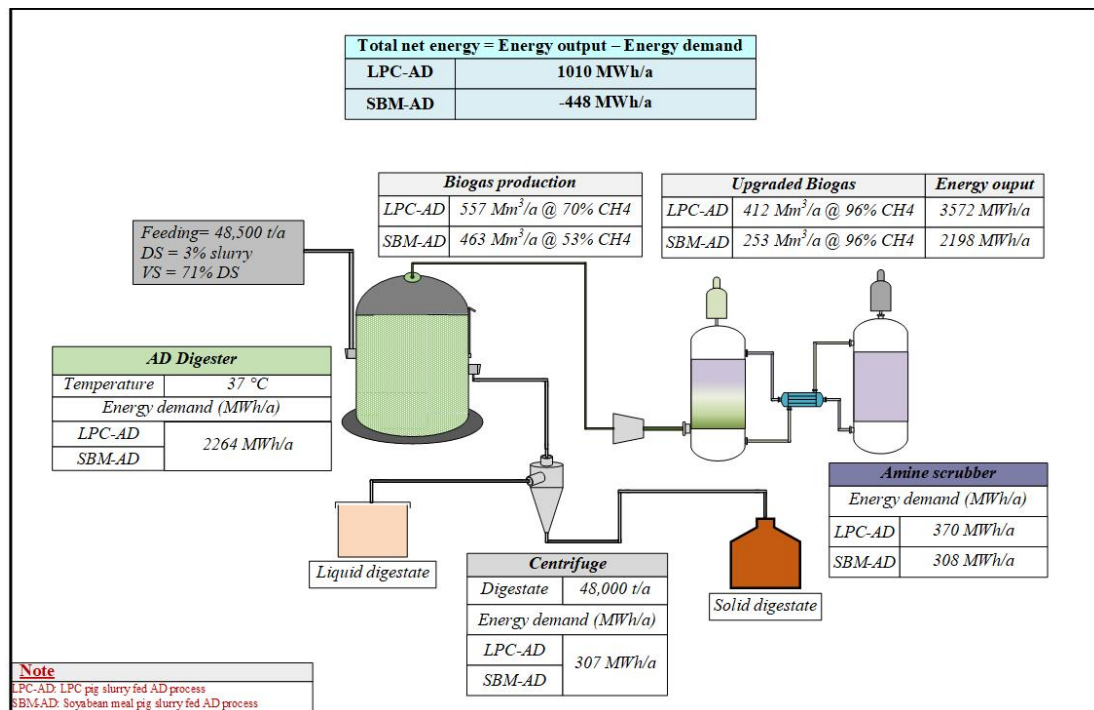 Total net energy = Energy output – Energy demand
LPC-AD 1010 MWh/a
SBM-AD -448 MWh/a
Biogas production
LPC-AD 557 Mm³/a @ 70% CH4
SBM-AD 463 Mm³/a @ 53% CH4
Upgraded Biogas Energy ouput
LPC-AD 412 Mm³/a @ 96% CH4 3572 MWh/a
SBM-AD 253 Mm³/a @ 96% CH4 2198 MWh/a
Feeding= 48,500 t/a
DS = 3% slurry
VS = 71% DS
AD Digester
Temperature 37 °C
Energy demand (MWh/a)
LPC-AD
2264 MWh/a
SBM-AD
Amine scrubber
Energy demand (MWh/a)
LPC-AD 370 MWh/a
SBM-AD 308 MWh/a
Liquid digestate
Centrifuge
Digestate 48,000 t/a
Energy demand (MWh/a)
LPC-AD
307 MWh/a
SBM-AD
Solid digestate
Note
LPC-AD: LPC pig slurry fed AD process
SBM-AD: Soyabean meal pig slurry fed AD process